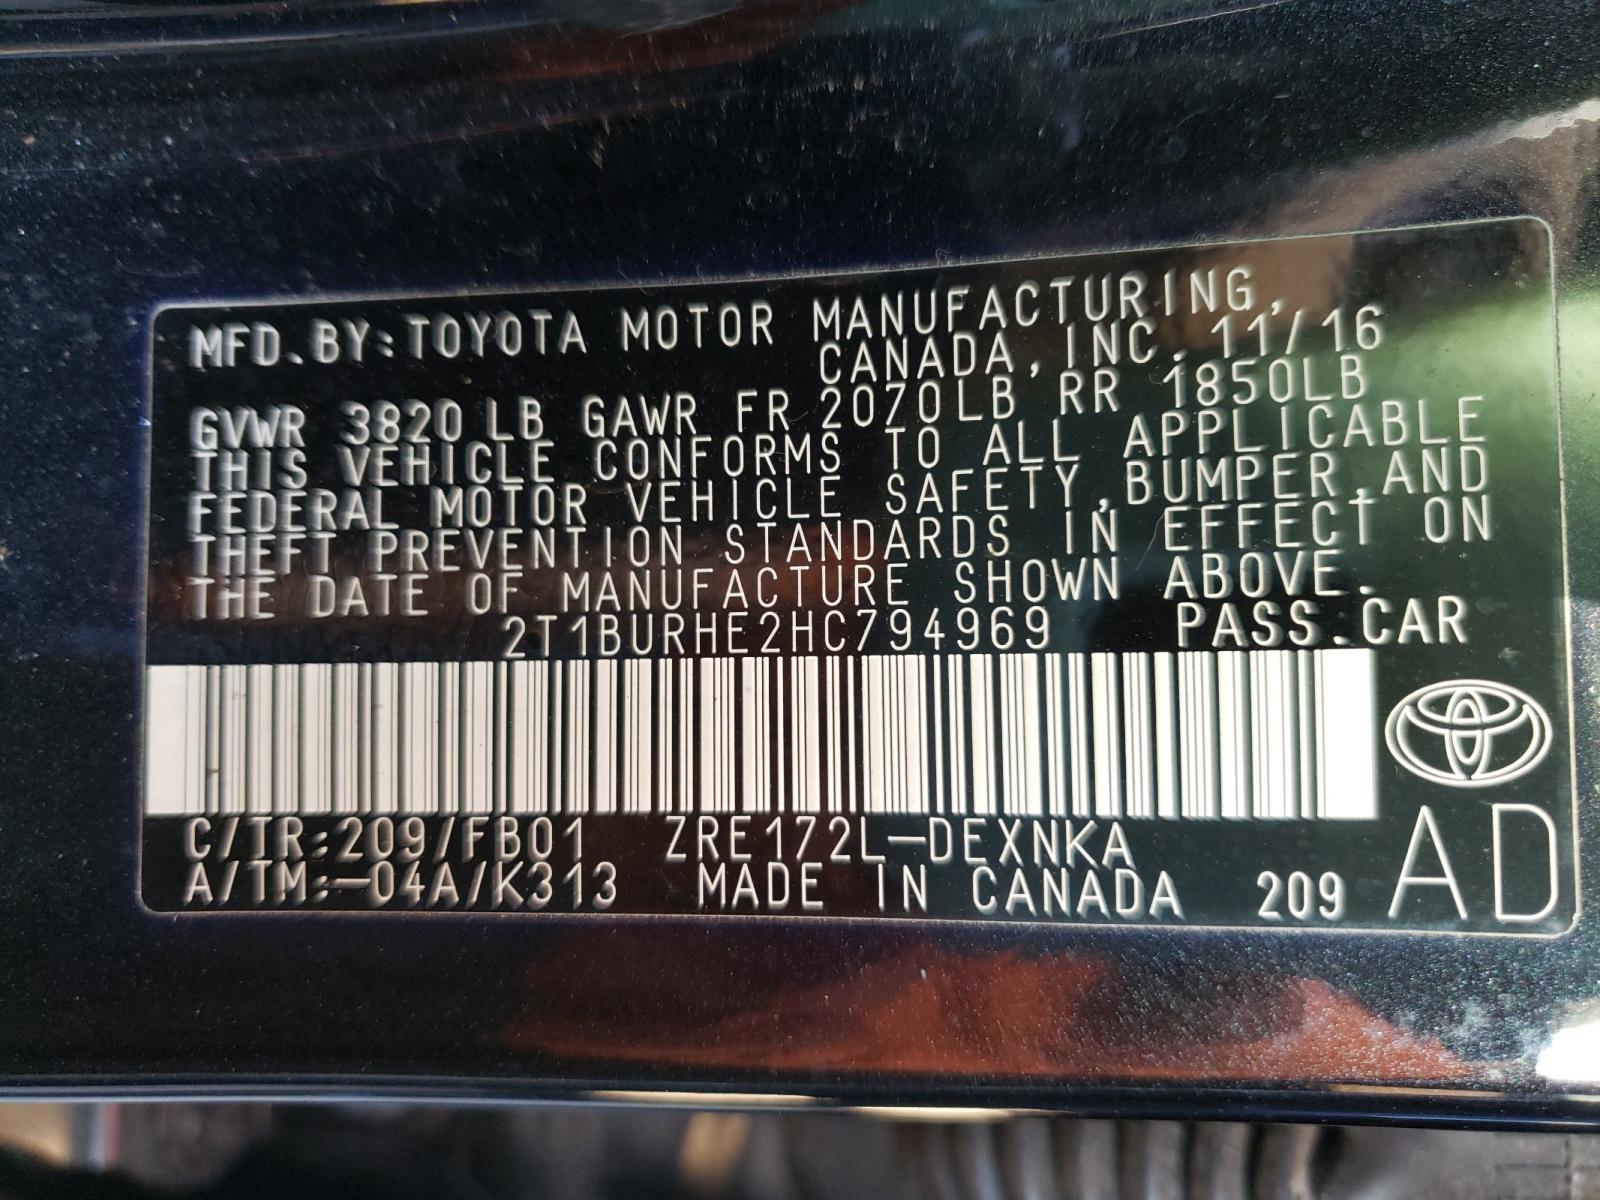 MFD.BY:TOYOTA MOTOR MANUFACTURING,
CANADA,INC. 11/16
GVWR 3820LB GAWR FR 2070LB RR 1850LB
THIS VEHICLE CONFORMS TO ALL APPLICABLE
FEDERAL MOTOR VEHICLE SAFETY,BUMPER,AND
THEFT PREVENTION STANDARDS IN EFFECT ON
THE DATE OF MANUFACTURE SHOWN ABOVE.
2T1BURHE2HC794969 PASS.CAR
C/TR:209/FB01 ZRE172L-DEXNKA
A/TM:-04A/K313 MADE IN CANADA 209
AD